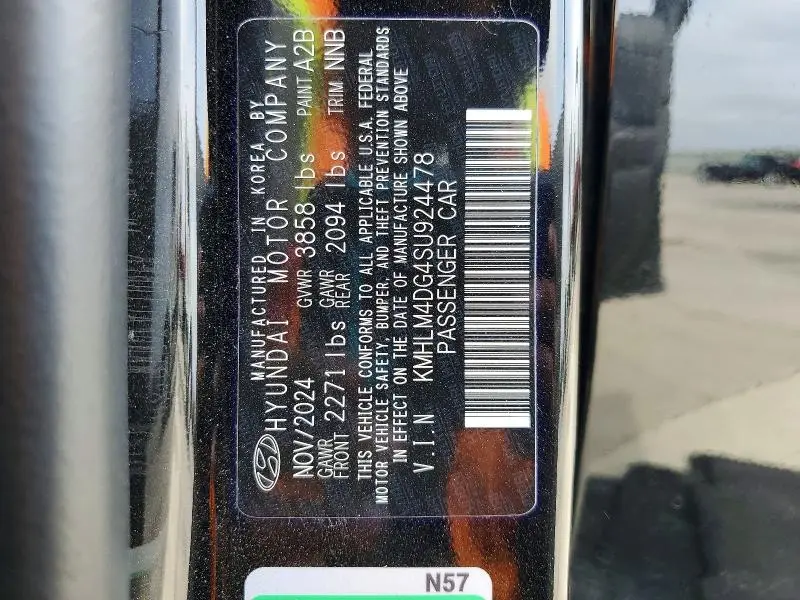 MANUFACTURED IN KOREA BY
HYUNDAI MOTOR COMPANY
NOV/2024 GVWR 3858 lbs PAINT A2B
GAWR FRONT 2271 lbs GAWR REAR 2094 lbs TRIM NNB
THIS VEHICLE CONFORMS TO ALL APPLICABLE U.S.A. FEDERAL
MOTOR VEHICLE SAFETY, BUMPER, AND THEFT PREVENTION STANDARDS
IN EFFECT ON THE DATE OF MANUFACTURE SHOWN ABOVE
V.I.N KMHLM4DG4SU924478
PASSENGER CAR
N57